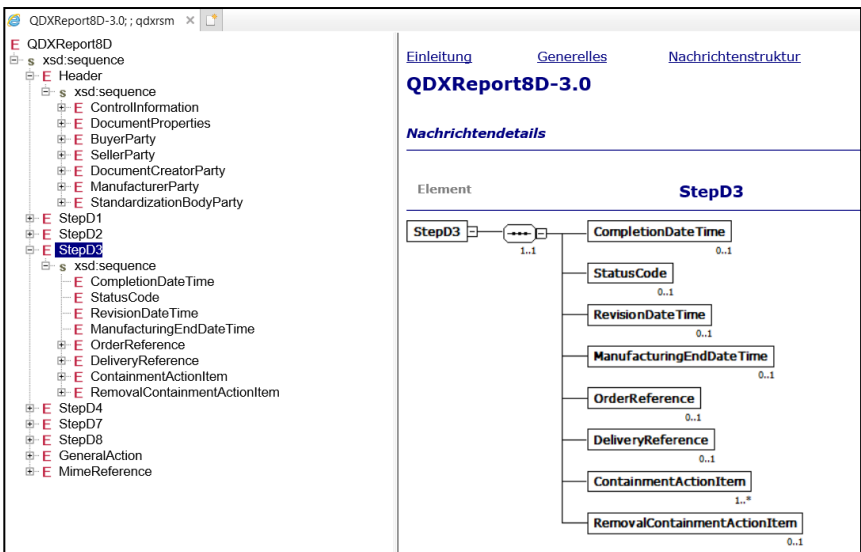 QDXReport8D-3.0; ; qdxrsm
E QDXReport8D
s xsd:sequence
E Header
s xsd:sequence
E ControlInformation
E DocumentProperties
E BuyerParty
E SellerParty
E DocumentCreatorParty
E ManufacturerParty
E StandardizationBodyParty
E StepD1
E StepD2
E StepD3
s xsd:sequence
E CompletionDateTime
E StatusCode
E RevisionDateTime
E ManufacturingEndDateTime
E OrderReference
E DeliveryReference
E ContainmentActionItem
E RemovalContainmentActionItem
E StepD4
E StepD7
E StepD8
E GeneralAction
E MimeReference
Einleitung Generelles Nachrichtenstruktur
QDXReport8D-3.0
Nachrichtendetails
Element StepD3
StepD3
1..1
CompletionDateTime
0..1
StatusCode
0..1
RevisionDateTime
0..1
ManufacturingEndDateTime
0..1
OrderReference
0..1
DeliveryReference
0..1
ContainmentActionItem
1..*
RemovalContainmentActionItem
0..1